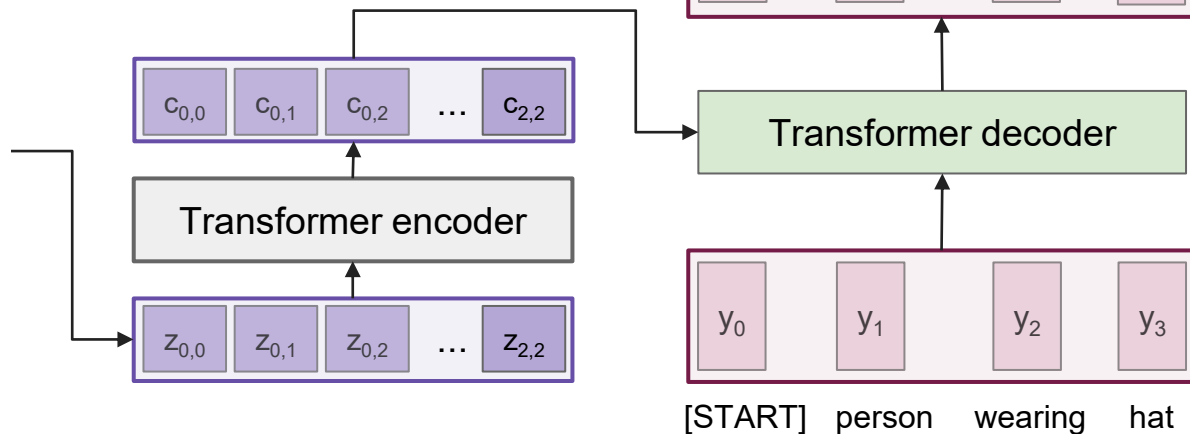 c0,0 c0,1 c0,2 ... c2,2
Transformer encoder
z0,0 z0,1 z0,2 ... z2,2
Transformer decoder
y0 y1 y2 y3
[START] person wearing hat